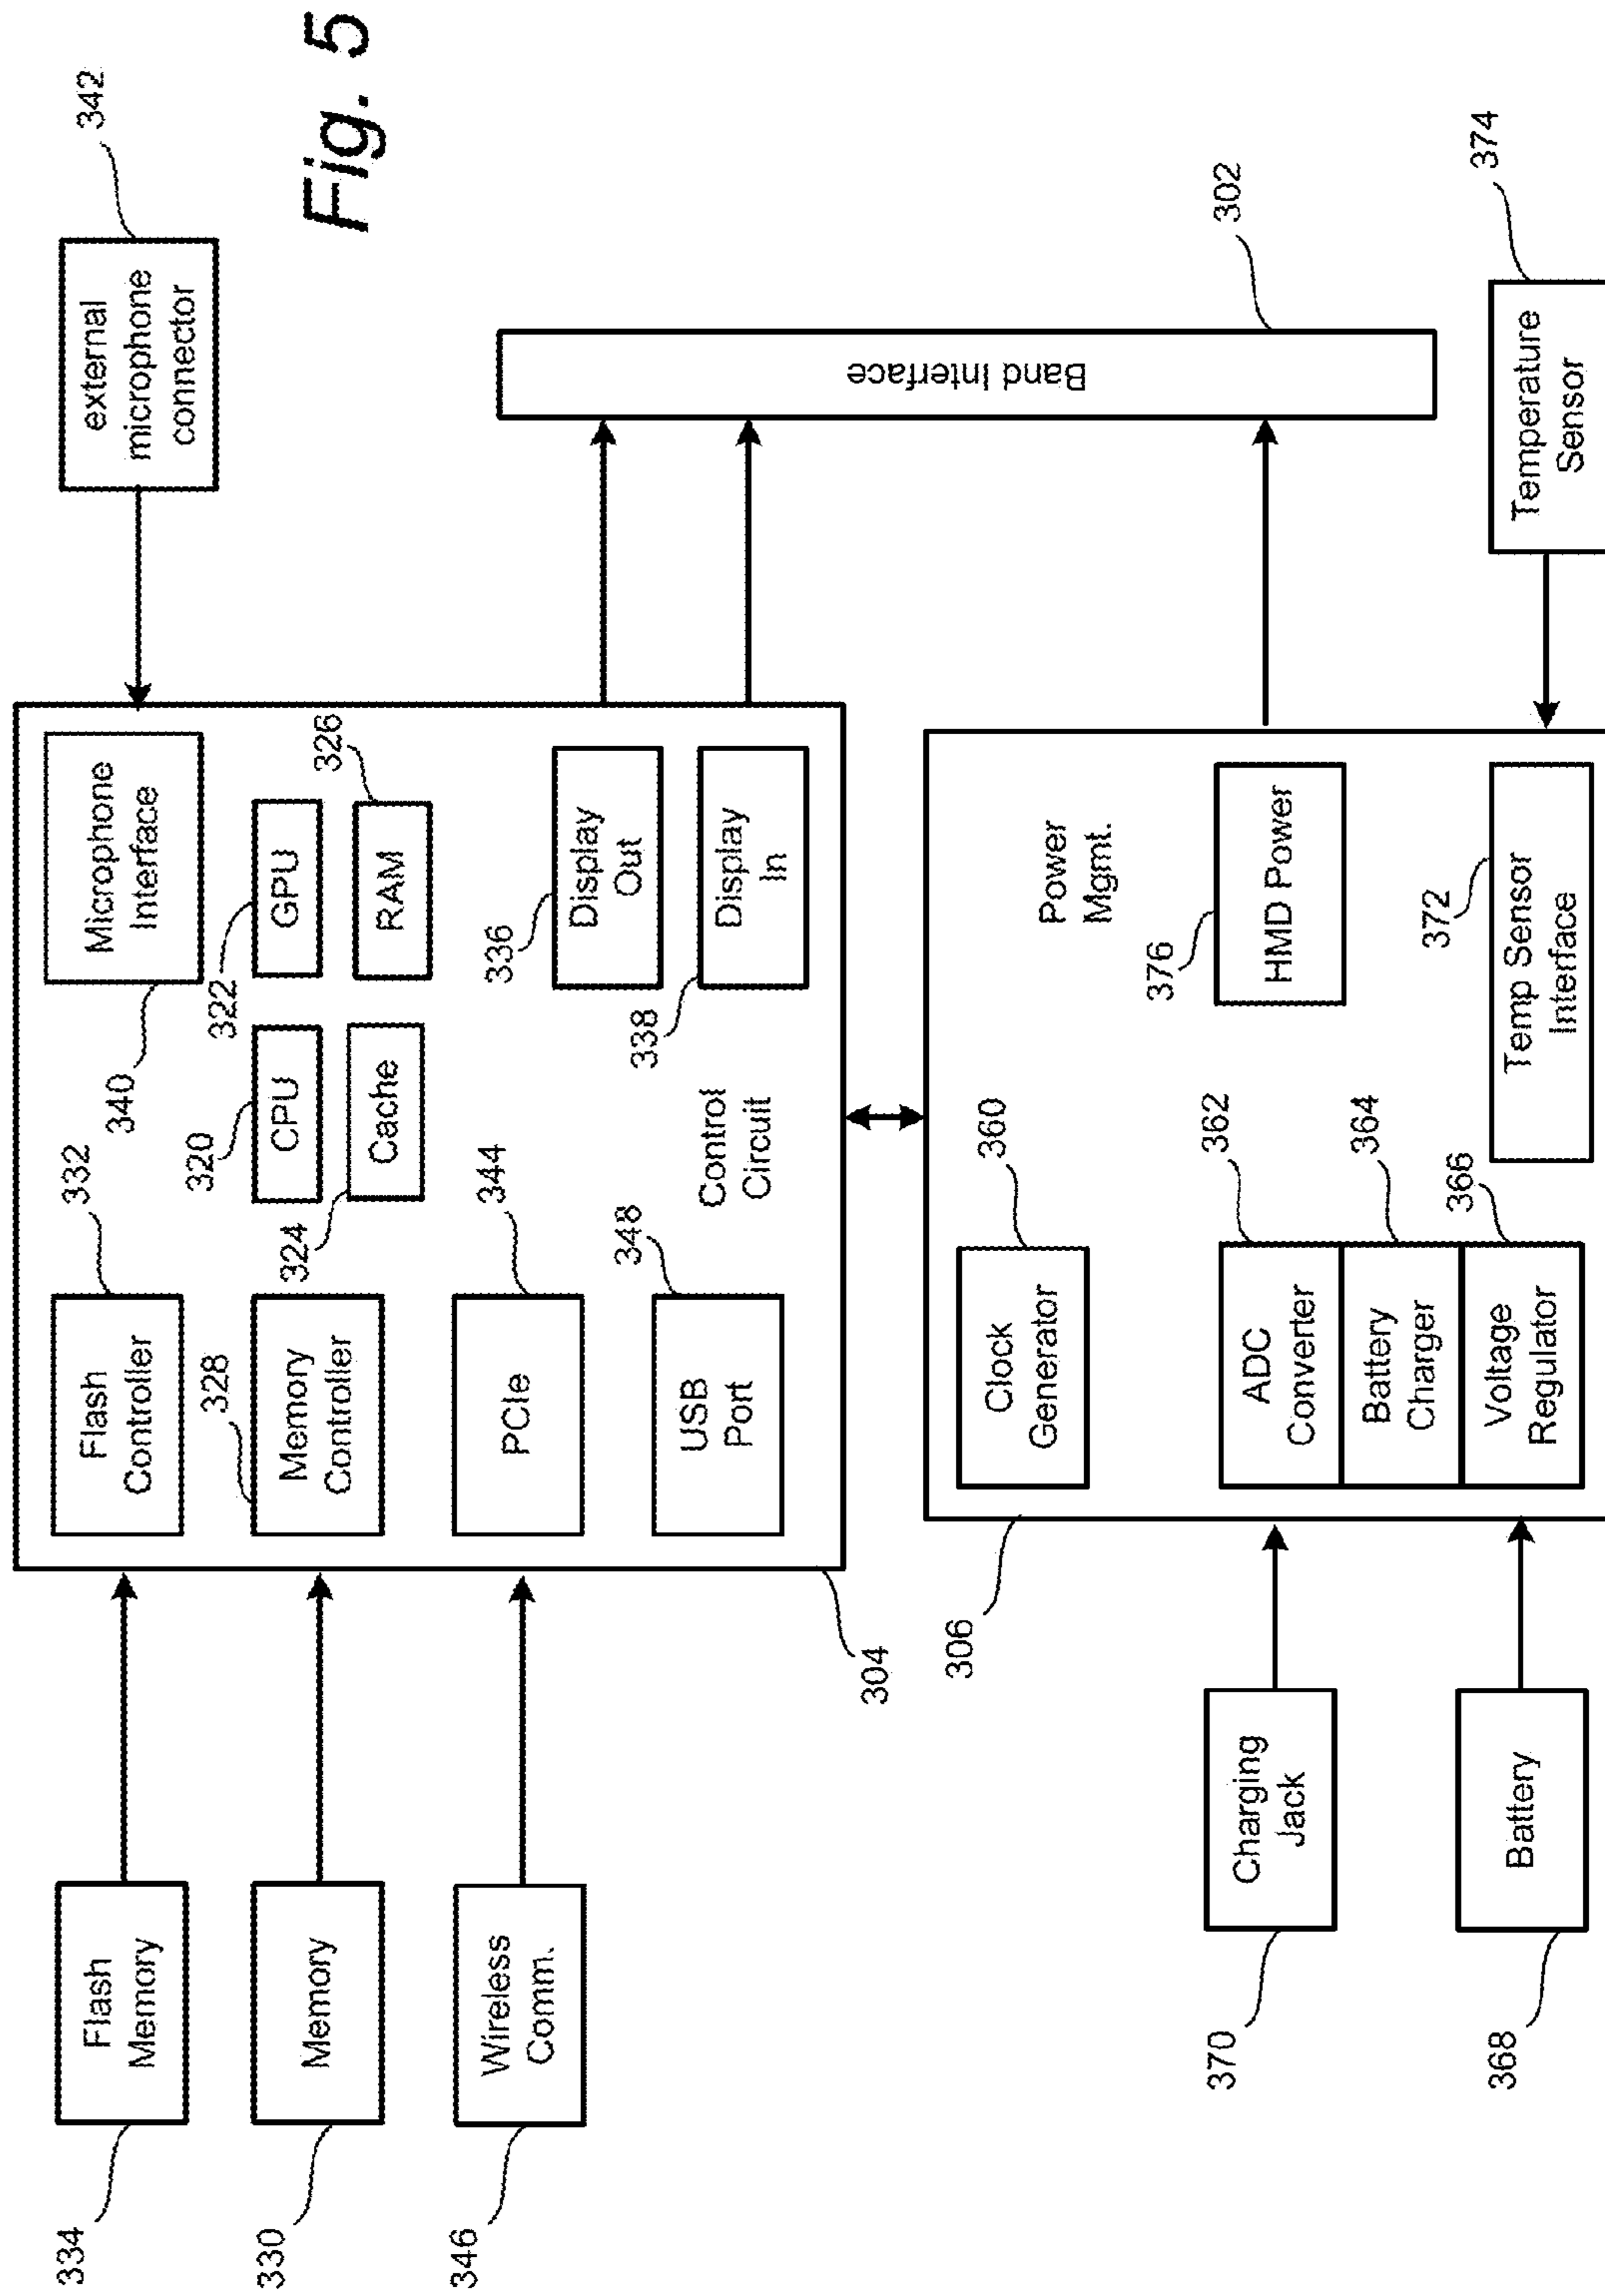 Fig. 5
334
Flash
Memory
330
Memory
346
Wireless
Comm.
332
Flash
Controller
328
Memory
Controller
344
PCIe
348
USB
Port
320
CPU
324
Cache
322
GPU
326
RAM
340
Microphone
Interface
336
Display
Out
338
Display
In
Control
Circuit
304
342
external
microphone
connector
302
Band Interface
306
360
Clock
Generator
362
ADC
Converter
364
Battery
Charger
366
Voltage
Regulator
Power
Mgmt.
376
HMD Power
372
Temp Sensor
Interface
370
Charging
Jack
368
Battery
374
Temperature
Sensor